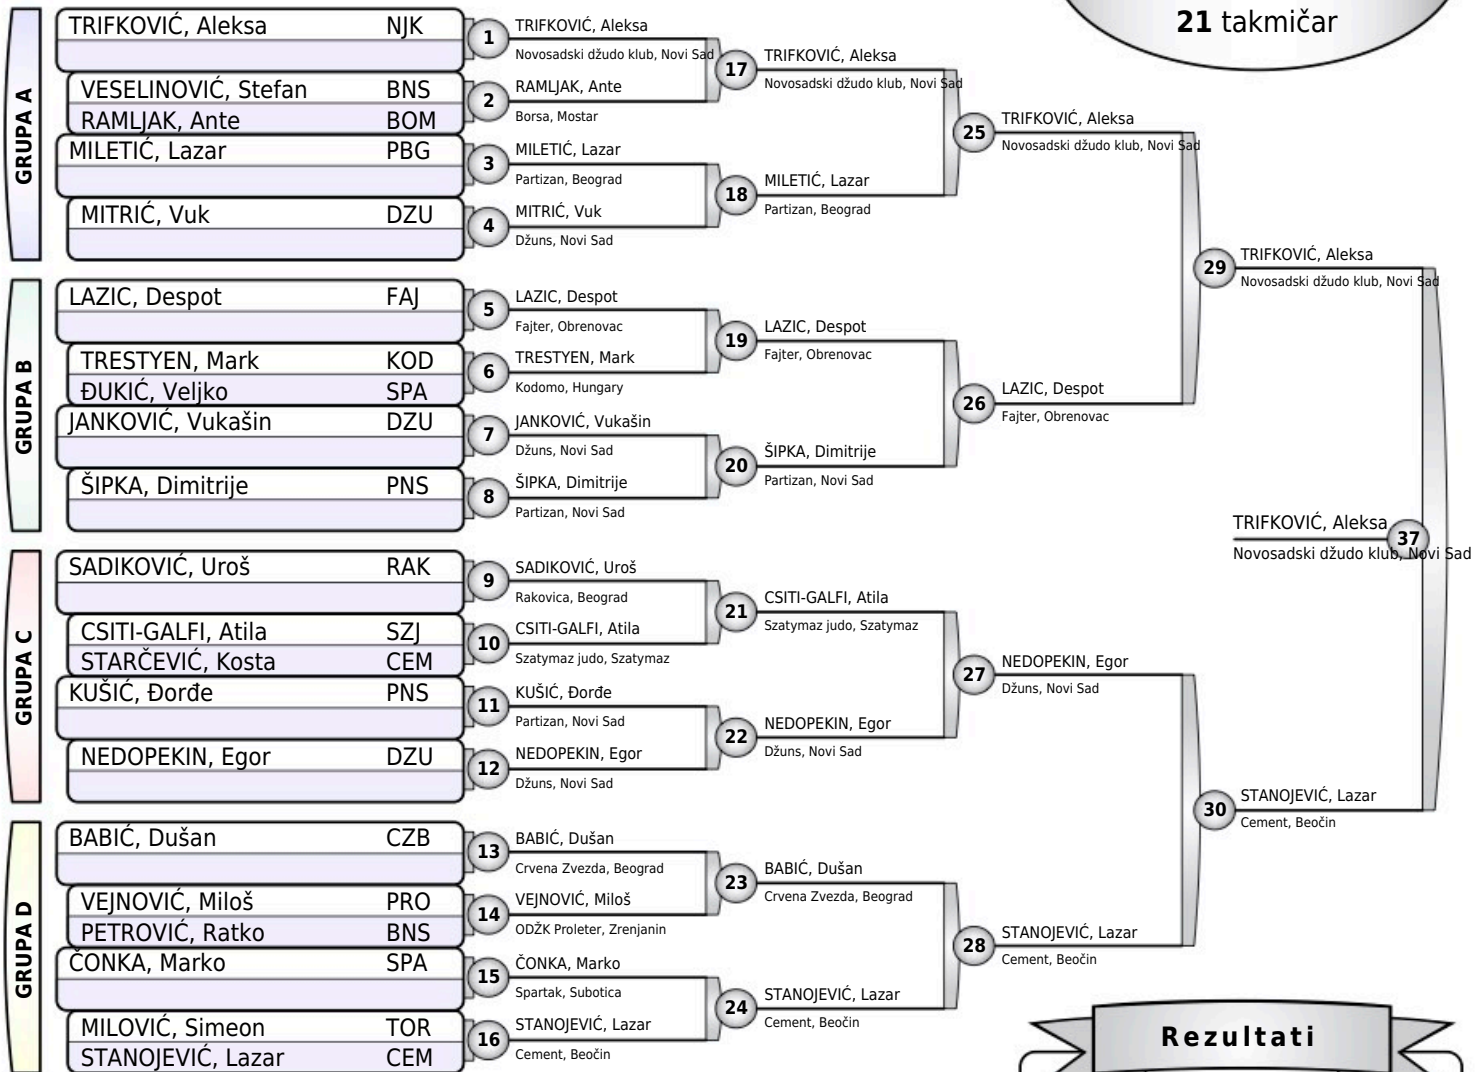 21 takmičar
GRUPA A
TRIFKOVIĆ, Aleksa NJK
VESELINOVIĆ, Stefan BNS
RAMLJAK, Ante BOM
MILETIĆ, Lazar PBG
MITRIĆ, Vuk DZU
GRUPA B
LAZIC, Despot FAJ
TRESTYEN, Mark KOD
ĐUKIĆ, Veljko SPA
JANKOVIĆ, Vukašin DZU
ŠIPKA, Dimitrije PNS
GRUPA C
SADIKOVIĆ, Uroš RAK
CSITI-GALFI, Atila SZJ
STARČEVIĆ, Kosta CEM
KUŠIĆ, Đorđe PNS
NEDOPEKIN, Egor DZU
GRUPA D
BABIĆ, Dušan CZB
VEJNOVIĆ, Miloš PRO
PETROVIĆ, Ratko BNS
ČONKA, Marko SPA
MILOVIĆ, Simeon TOR
STANOJEVIĆ, Lazar CEM
1 TRIFKOVIĆ, Aleksa
Novosadski džudo klub, Novi Sad
2 RAMLJAK, Ante
Borsa, Mostar
3 MILETIĆ, Lazar
Partizan, Beograd
4 MITRIĆ, Vuk
Džuns, Novi Sad
5 LAZIC, Despot
Fajter, Obrenovac
6 TRESTYEN, Mark
Kodomo, Hungary
7 JANKOVIĆ, Vukašin
Džuns, Novi Sad
8 ŠIPKA, Dimitrije
Partizan, Novi Sad
9 SADIKOVIĆ, Uroš
Rakovica, Beograd
10 CSITI-GALFI, Atila
Szatymaz judo, Szatymaz
11 KUŠIĆ, Đorđe
Partizan, Novi Sad
12 NEDOPEKIN, Egor
Džuns, Novi Sad
13 BABIĆ, Dušan
Crvena Zvezda, Beograd
14 VEJNOVIĆ, Miloš
ODŽK Proleter, Zrenjanin
15 ČONKA, Marko
Spartak, Subotica
16 STANOJEVIĆ, Lazar
Cement, Beočin
17 TRIFKOVIĆ, Aleksa
Novosadski džudo klub, Novi Sad
18 MILETIĆ, Lazar
Partizan, Beograd
19 LAZIC, Despot
Fajter, Obrenovac
20 ŠIPKA, Dimitrije
Partizan, Novi Sad
21 CSITI-GALFI, Atila
Szatymaz judo, Szatymaz
22 NEDOPEKIN, Egor
Džuns, Novi Sad
23 BABIĆ, Dušan
Crvena Zvezda, Beograd
24 STANOJEVIĆ, Lazar
Cement, Beočin
25 TRIFKOVIĆ, Aleksa
Novosadski džudo klub, Novi Sad
26 LAZIC, Despot
Fajter, Obrenovac
27 NEDOPEKIN, Egor
Džuns, Novi Sad
28 STANOJEVIĆ, Lazar
Cement, Beočin
29 TRIFKOVIĆ, Aleksa
Novosadski džudo klub, Novi Sad
30 STANOJEVIĆ, Lazar
Cement, Beočin
TRIFKOVIĆ, Aleksa 37
Novosadski džudo klub, Novi Sad
Rezultati